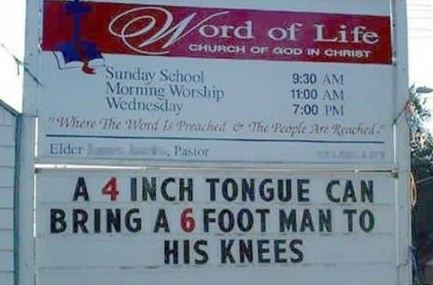 Word of Life
CHURCH OF GOD IN CHRIST
Sunday School 9:30 AM
Morning Worship 11:00 AM
Wednesday 7:00 PM
"Where The Word Is Preached & The People Are Reached."
Elder , Pastor
A 4 INCH TONGUE CAN
BRING A 6 FOOT MAN TO
HIS KNEES